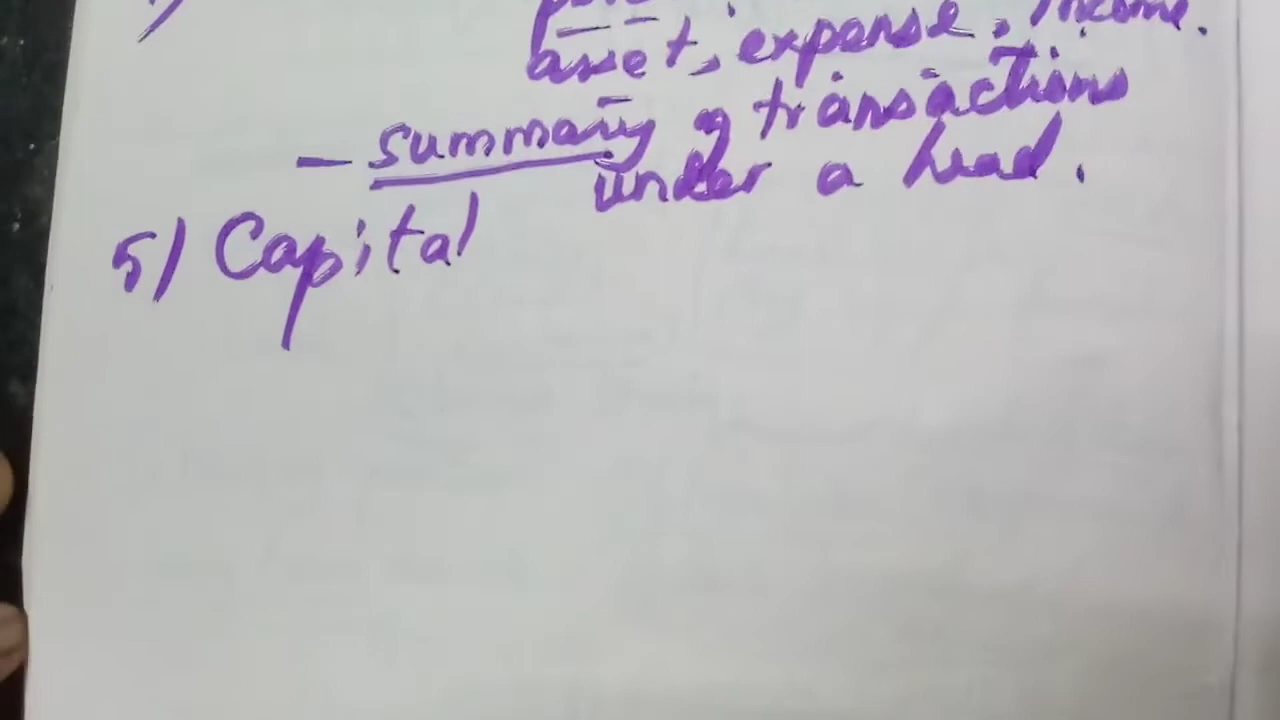 asset, expense, Income.
- summary of transactions
under a head.
5) Capital